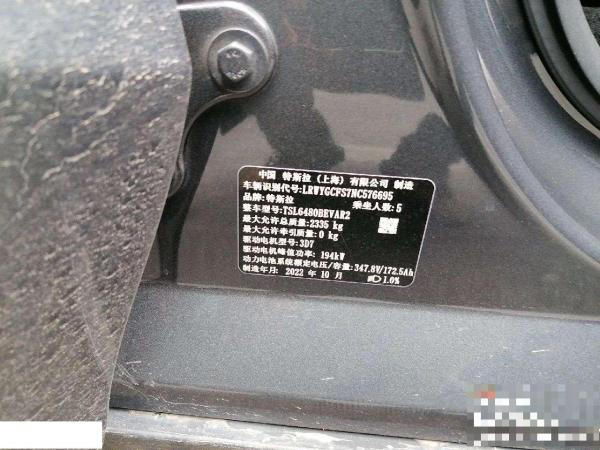 中国 特斯拉（上海）有限公司 制造
车辆识别代号:LRWYGCFS7NC576695
品牌:特斯拉 乘坐人数:5
整车型号:TSL6480BEVAR2
最大允许总质量:2335 kg
最大允许牵引质量:0 kg
驱动电机型号:3D7
驱动电机峰值功率: 194kW
动力电池系统额定电压/容量:347.8V/172.5Ah
制造年月: 2022 年 10 月 1.0%